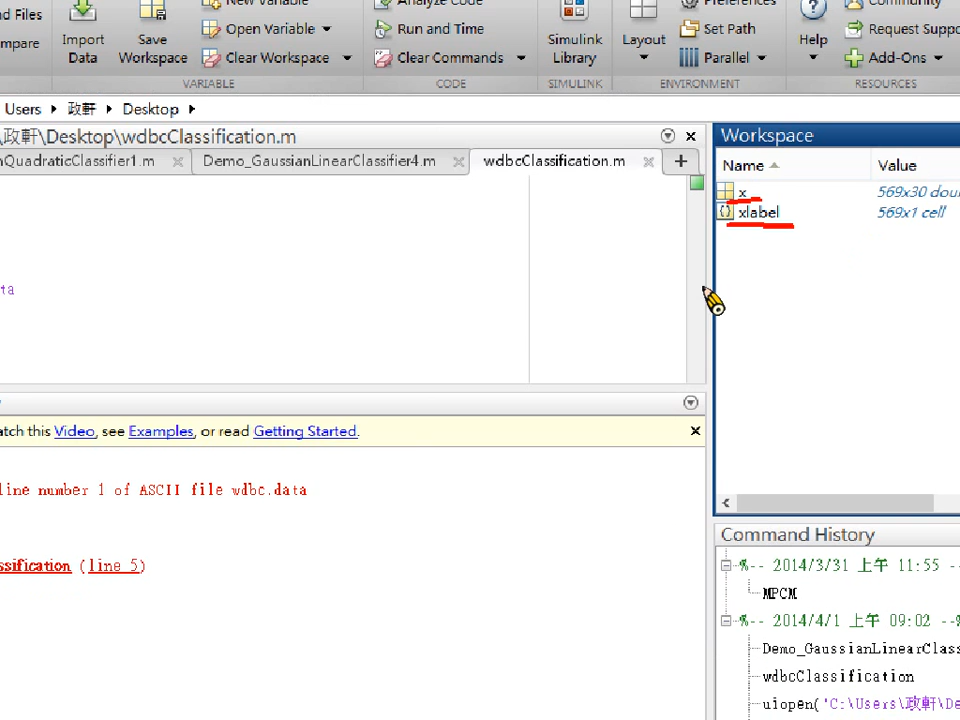 nd Files
mpare
Import
Data
Save
Workspace
New Variable
Open Variable
Clear Workspace
VARIABLE
Analyze Code
Run and Time
Clear Commands
CODE
Simulink
Library
SIMULINK
Layout
Preferences
Set Path
Parallel
ENVIRONMENT
Help
Community
Request Suppo
Add-Ons
RESOURCES
Users ▸ 政軒 ▸ Desktop ▸
\政軒\Desktop\wdbcClassification.m
nQuadraticClassifier1.m
Demo_GaussianLinearClassifier4.m
wdbcClassification.m
ta
Workspace
Name
Value
x
569x30 dou
xlabel
569x1 cell
atch this Video, see Examples, or read Getting Started.
line number 1 of ASCII file wdbc.data
ssification (line 5)
Command History
%-- 2014/3/31 上午 11:55 --
MPCM
%-- 2014/4/1 上午 09:02 --%
Demo_GaussianLinearClass
wdbcClassification
uiopen('C:\Users\政軒\De